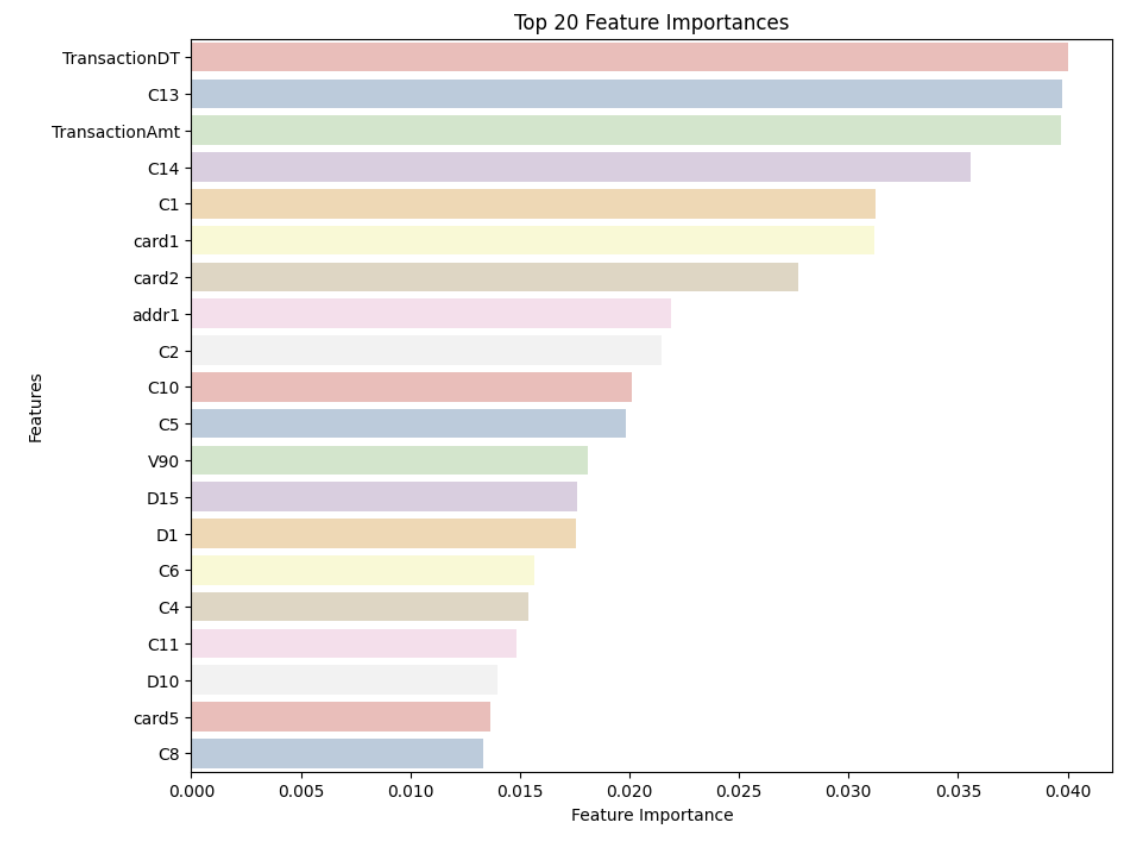 Top 20 Feature Importances
TransactionDT
C13
TransactionAmt
C14
C1
card1
card2
addr1
C2
C10
C5
V90
D15
D1
C6
C4
C11
D10
card5
C8
Features
0.000 0.005 0.010 0.015 0.020 0.025 0.030 0.035 0.040
Feature Importance